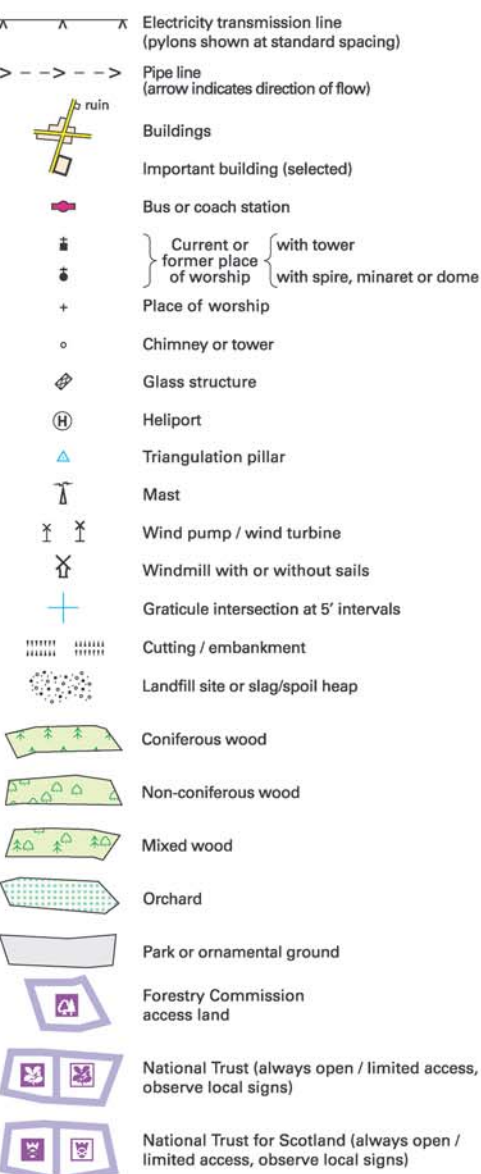 Electricity transmission line
(pylons shown at standard spacing)
Pipe line
(arrow indicates direction of flow)
ruin
Buildings
Important building (selected)
Bus or coach station
Current or
former place
of worship
with tower
with spire, minaret or dome
Place of worship
Chimney or tower
Glass structure
H
Heliport
Triangulation pillar
Mast
Wind pump / wind turbine
Windmill with or without sails
Graticule intersection at 5' intervals
Cutting / embankment
Landfill site or slag/spoil heap
Coniferous wood
Non-coniferous wood
Mixed wood
Orchard
Park or ornamental ground
Forestry Commission
access land
National Trust (always open / limited access,
observe local signs)
National Trust for Scotland (always open /
limited access, observe local signs)